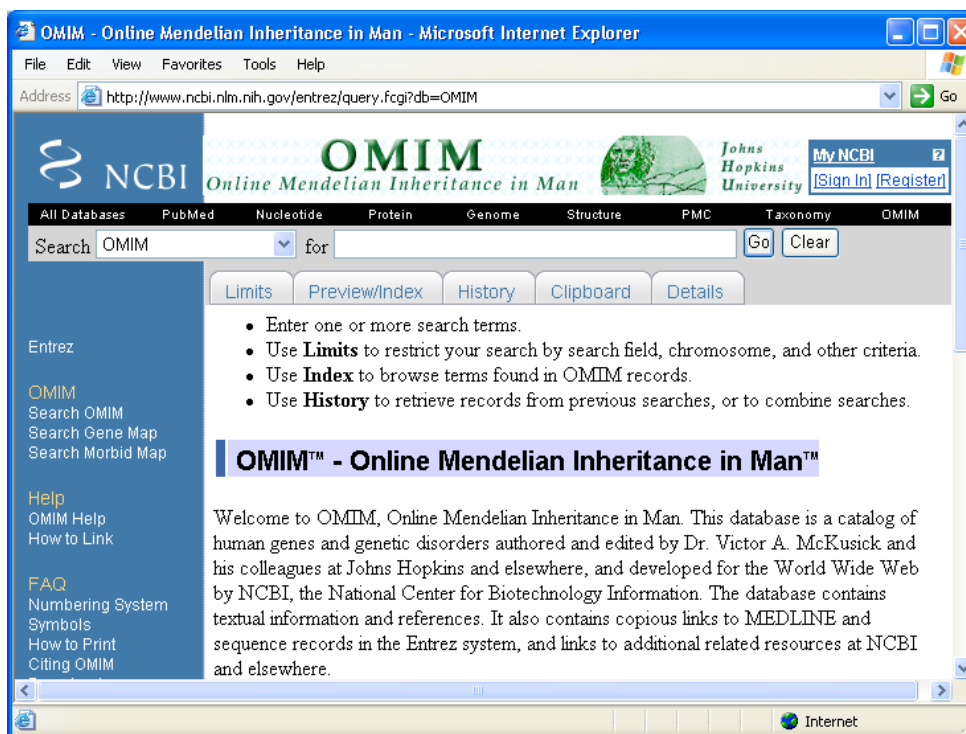 OMIM - Online Mendelian Inheritance in Man - Microsoft Internet Explorer
File Edit View Favorites Tools Help
Address http://www.ncbi.nlm.nih.gov/entrez/query.fcgi?db=OMIM Go
NCBI
OMIM
Online Mendelian Inheritance in Man
Johns
Hopkins
University
My NCBI ?
[Sign In] [Register]
All Databases PubMed Nucleotide Protein Genome Structure PMC Taxonomy OMIM
Search OMIM for Go Clear
Limits Preview/Index History Clipboard Details
• Enter one or more search terms.
• Use Limits to restrict your search by search field, chromosome, and other criteria.
• Use Index to browse terms found in OMIM records.
• Use History to retrieve records from previous searches, or to combine searches.
Entrez
OMIM
Search OMIM
Search Gene Map
Search Morbid Map
Help
OMIM Help
How to Link
FAQ
Numbering System
Symbols
How to Print
Citing OMIM
OMIM™ - Online Mendelian Inheritance in Man™
Welcome to OMIM, Online Mendelian Inheritance in Man. This database is a catalog of
human genes and genetic disorders authored and edited by Dr. Victor A. McKusick and
his colleagues at Johns Hopkins and elsewhere, and developed for the World Wide Web
by NCBI, the National Center for Biotechnology Information. The database contains
textual information and references. It also contains copious links to MEDLINE and
sequence records in the Entrez system, and links to additional related resources at NCBI
and elsewhere.
Internet